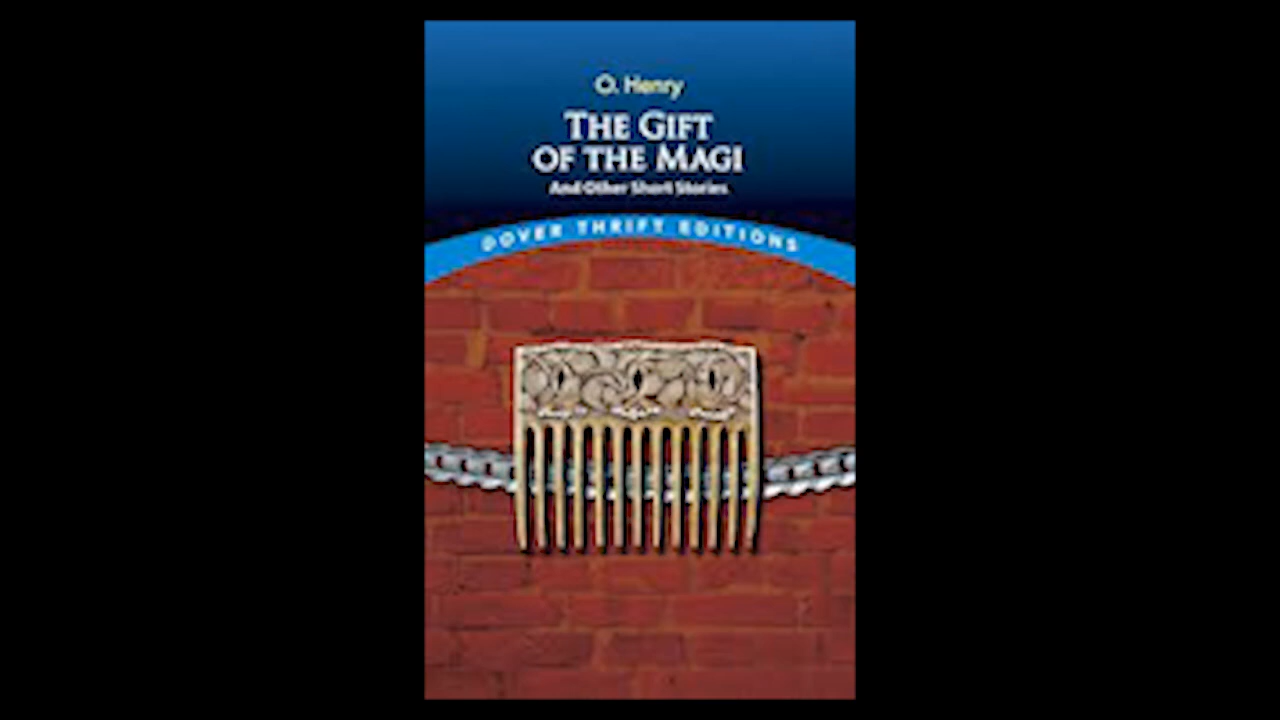 O. Henry
THE GIFT
OF THE MAGI
And Other Short Stories
DOVER THRIFT EDITIONS